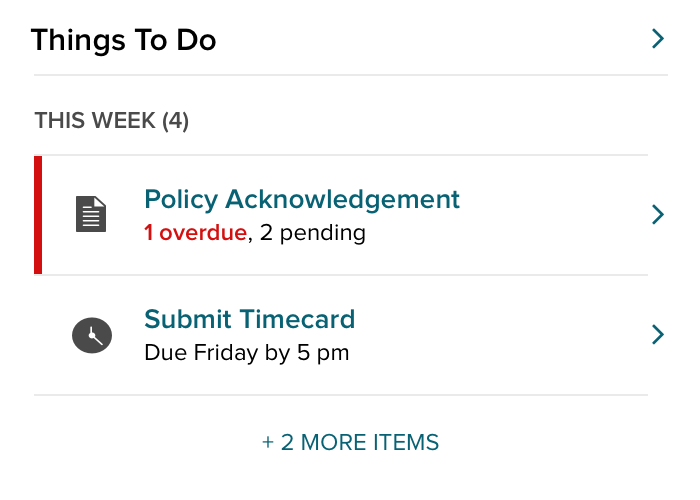 Things To Do
THIS WEEK (4)
Policy Acknowledgement
1 overdue, 2 pending
Submit Timecard
Due Friday by 5 pm
+ 2 MORE ITEMS